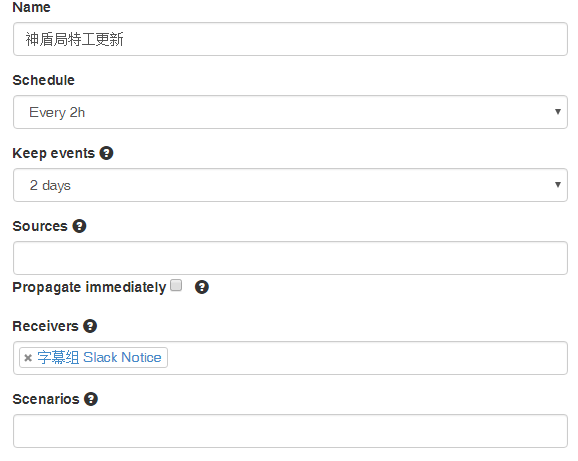 Name
神盾局特工更新
Schedule
Every 2h
Keep events
2 days
Sources
Propagate immediately
Receivers
× 字幕组 Slack Notice
Scenarios